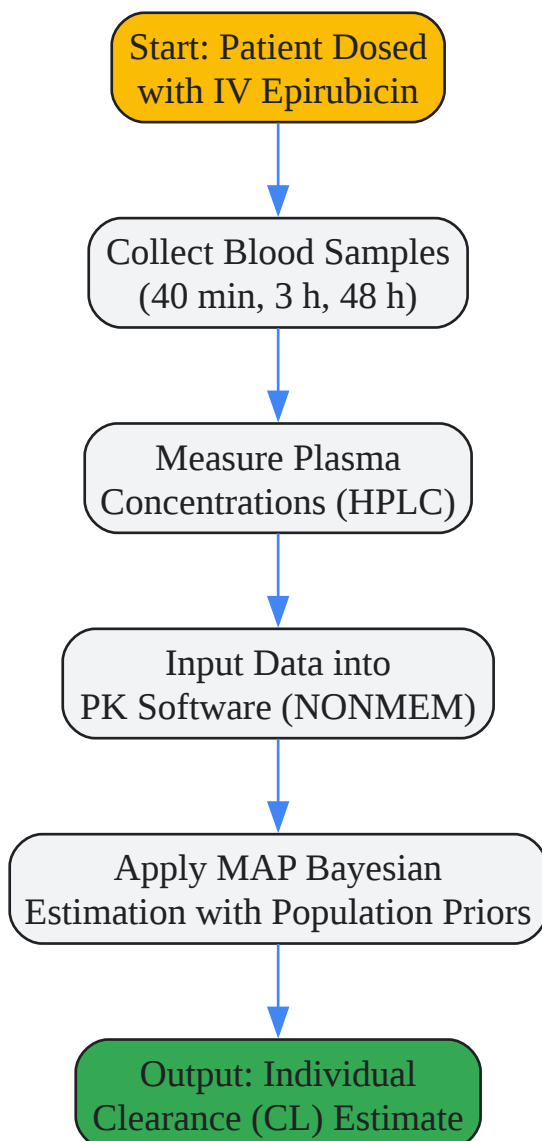 Start: Patient Dosed
with IV Epirubicin
Collect Blood Samples
(40 min, 3 h, 48 h)
Measure Plasma
Concentrations (HPLC)
Input Data into
PK Software (NONMEM)
Apply MAP Bayesian
Estimation with Population Priors
Output: Individual
Clearance (CL) Estimate